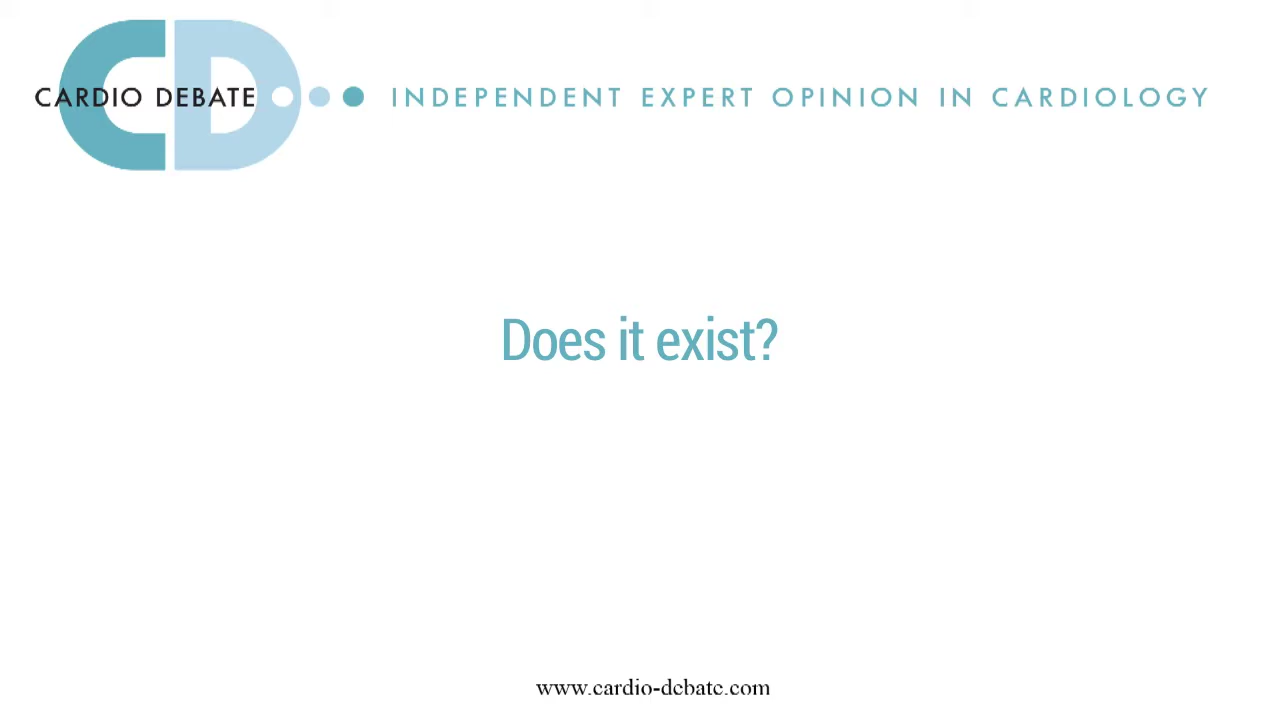 CARDIO DEBATE
INDEPENDENT EXPERT OPINION IN CARDIOLOGY
Does it exist?
www.cardio-debate.com